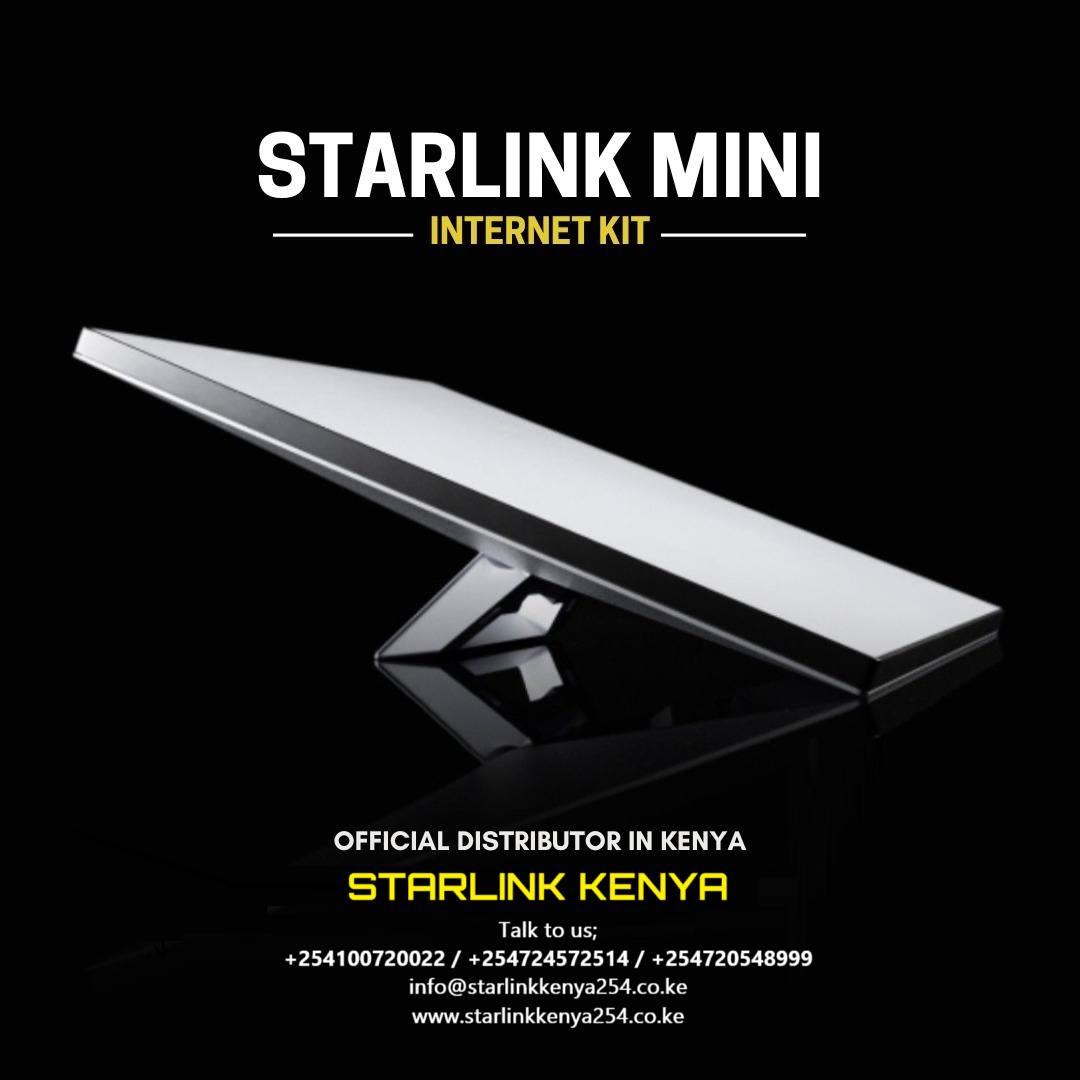 STARLINK MINI
INTERNET KIT
OFFICIAL DISTRIBUTOR IN KENYA
STARLINK KENYA
Talk to us;
+254100720022 / +254724572514 / +254720548999
info@starlinkkenya254.co.ke
www.starlinkkenya254.co.ke